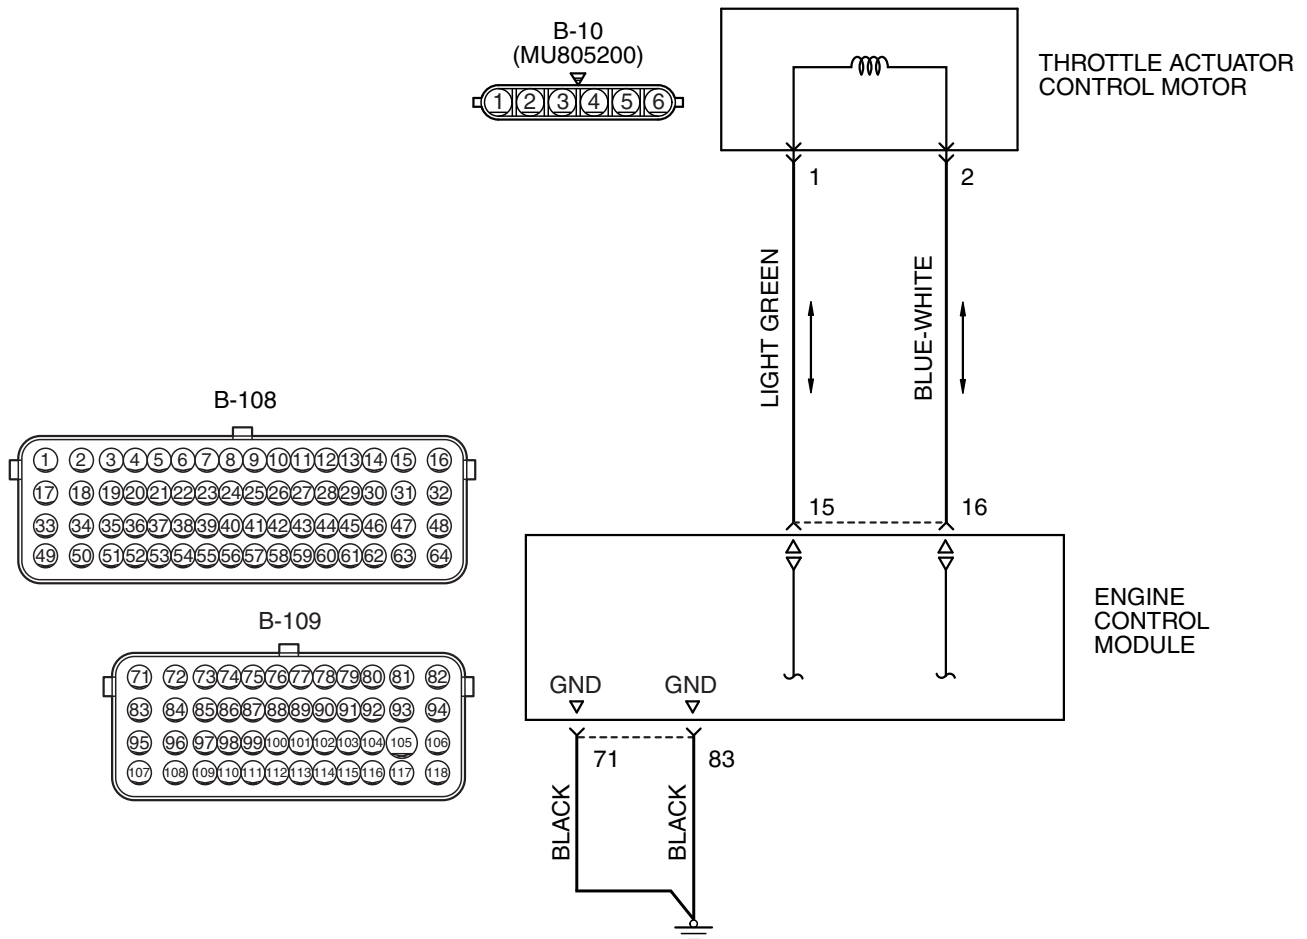 B-10
(MU805200)
1 2 3 4 5 6
THROTTLE ACTUATOR
CONTROL MOTOR
1
2
LIGHT GREEN
BLUE-WHITE
15
16
B-108
1 2 3 4 5 6 7 8 9 10 11 12 13 14 15 16
17 18 19 20 21 22 23 24 25 26 27 28 29 30 31 32
33 34 35 36 37 38 39 40 41 42 43 44 45 46 47 48
49 50 51 52 53 54 55 56 57 58 59 60 61 62 63 64
B-109
71 72 73 74 75 76 77 78 79 80 81 82
83 84 85 86 87 88 89 90 91 92 93 94
95 96 97 98 99 100 101 102 103 104 105 106
107 108 109 110 111 112 113 114 115 116 117 118
ENGINE
CONTROL
MODULE
GND
GND
71
83
BLACK
BLACK